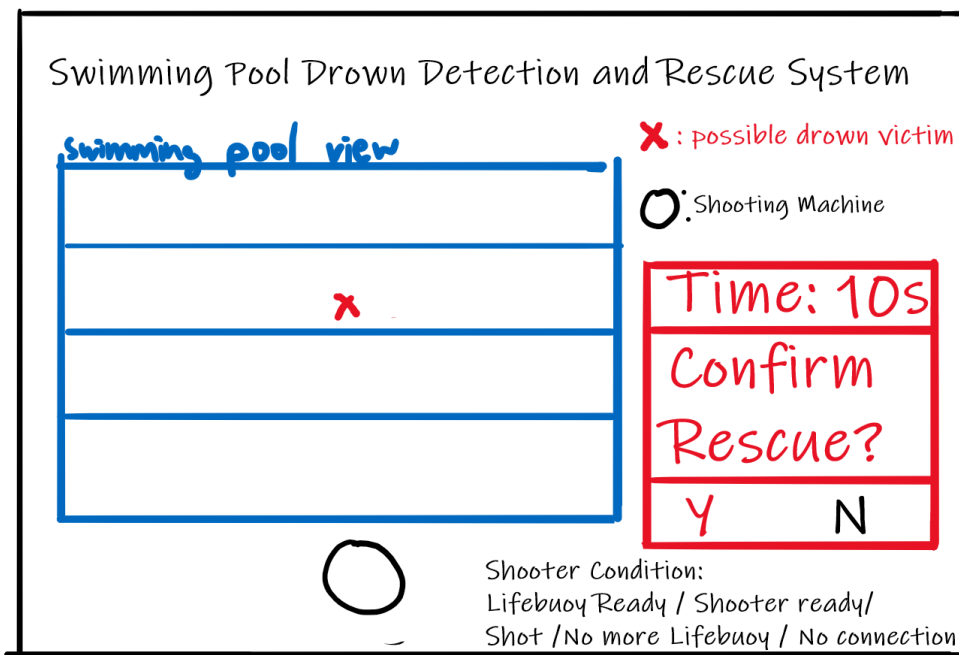 Swimming Pool Drown Detection and Rescue System
swimming pool view
X : possible drown victim
O: Shooting Machine
x
Time: 10s
Confirm
Rescue?
Y N
Shooter Condition:
Lifebuoy Ready / Shooter ready/
Shot /No more Lifebuoy / No connection